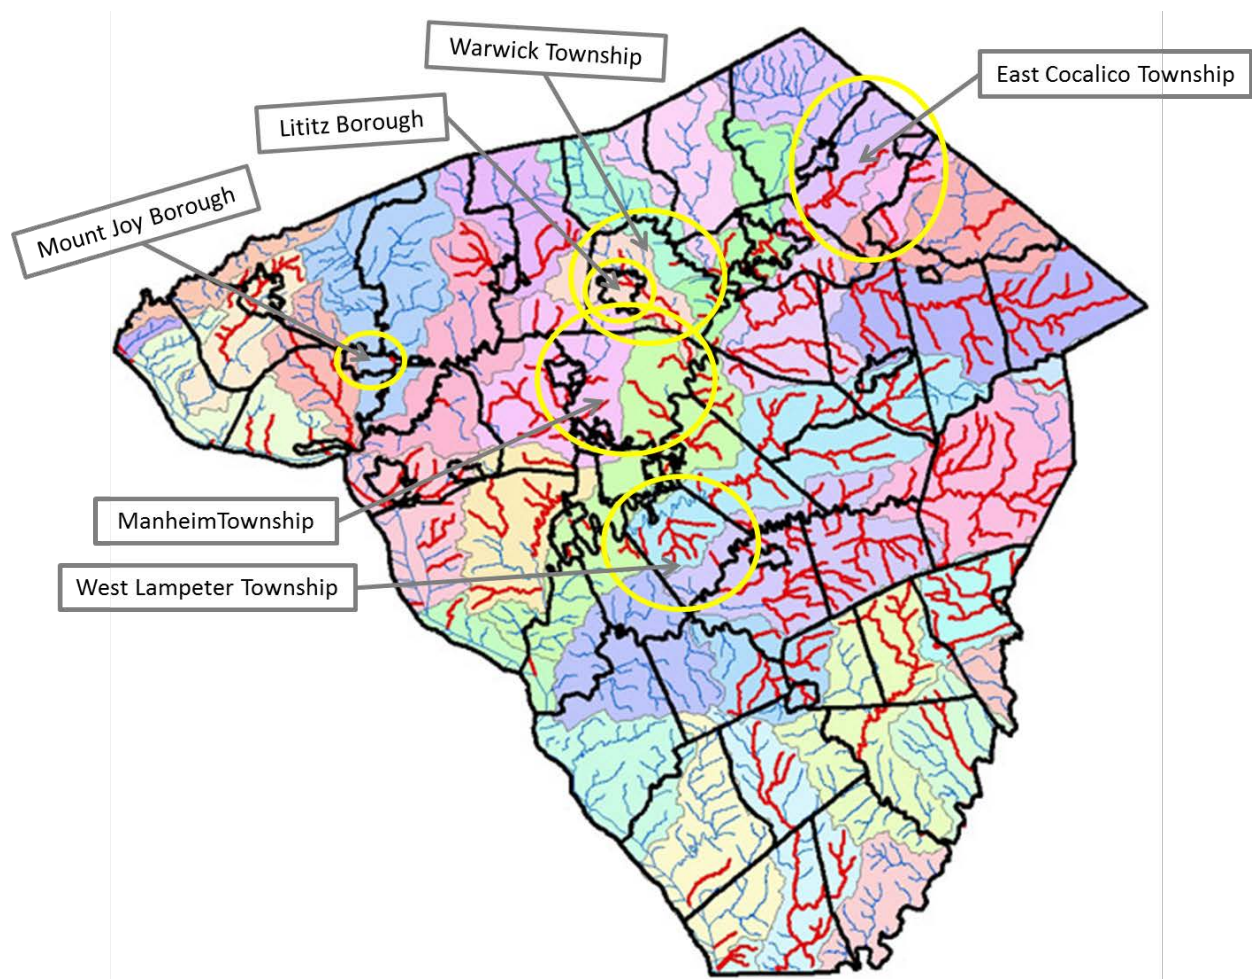 Warwick Township
East Cocalico Township
Lititz Borough
Mount Joy Borough
ManheimTownship
West Lampeter Township